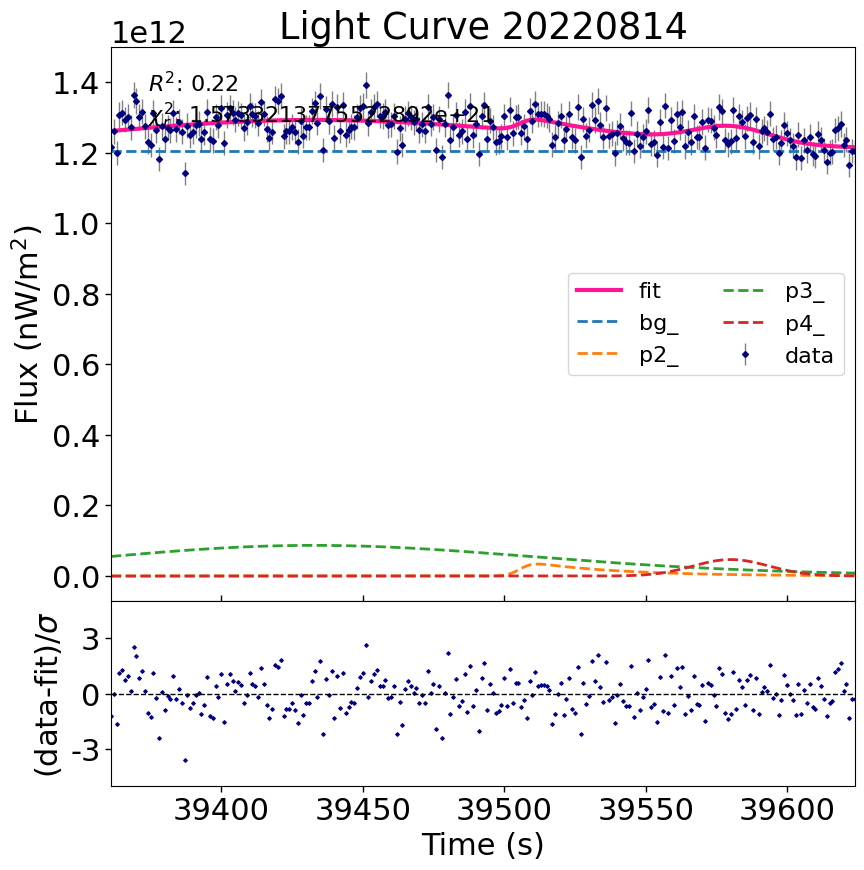 Light Curve 20220814
1e12
R²: 0.22
1.4
1.2
1.0
0.8
0.6
0.4
0.2
0.0
Flux (nW/m²)
fit
bg_
p2_
p3_
p4_
data
3
0
-3
(data-fit)/σ
39400 39450 39500 39550 39600
Time (s)